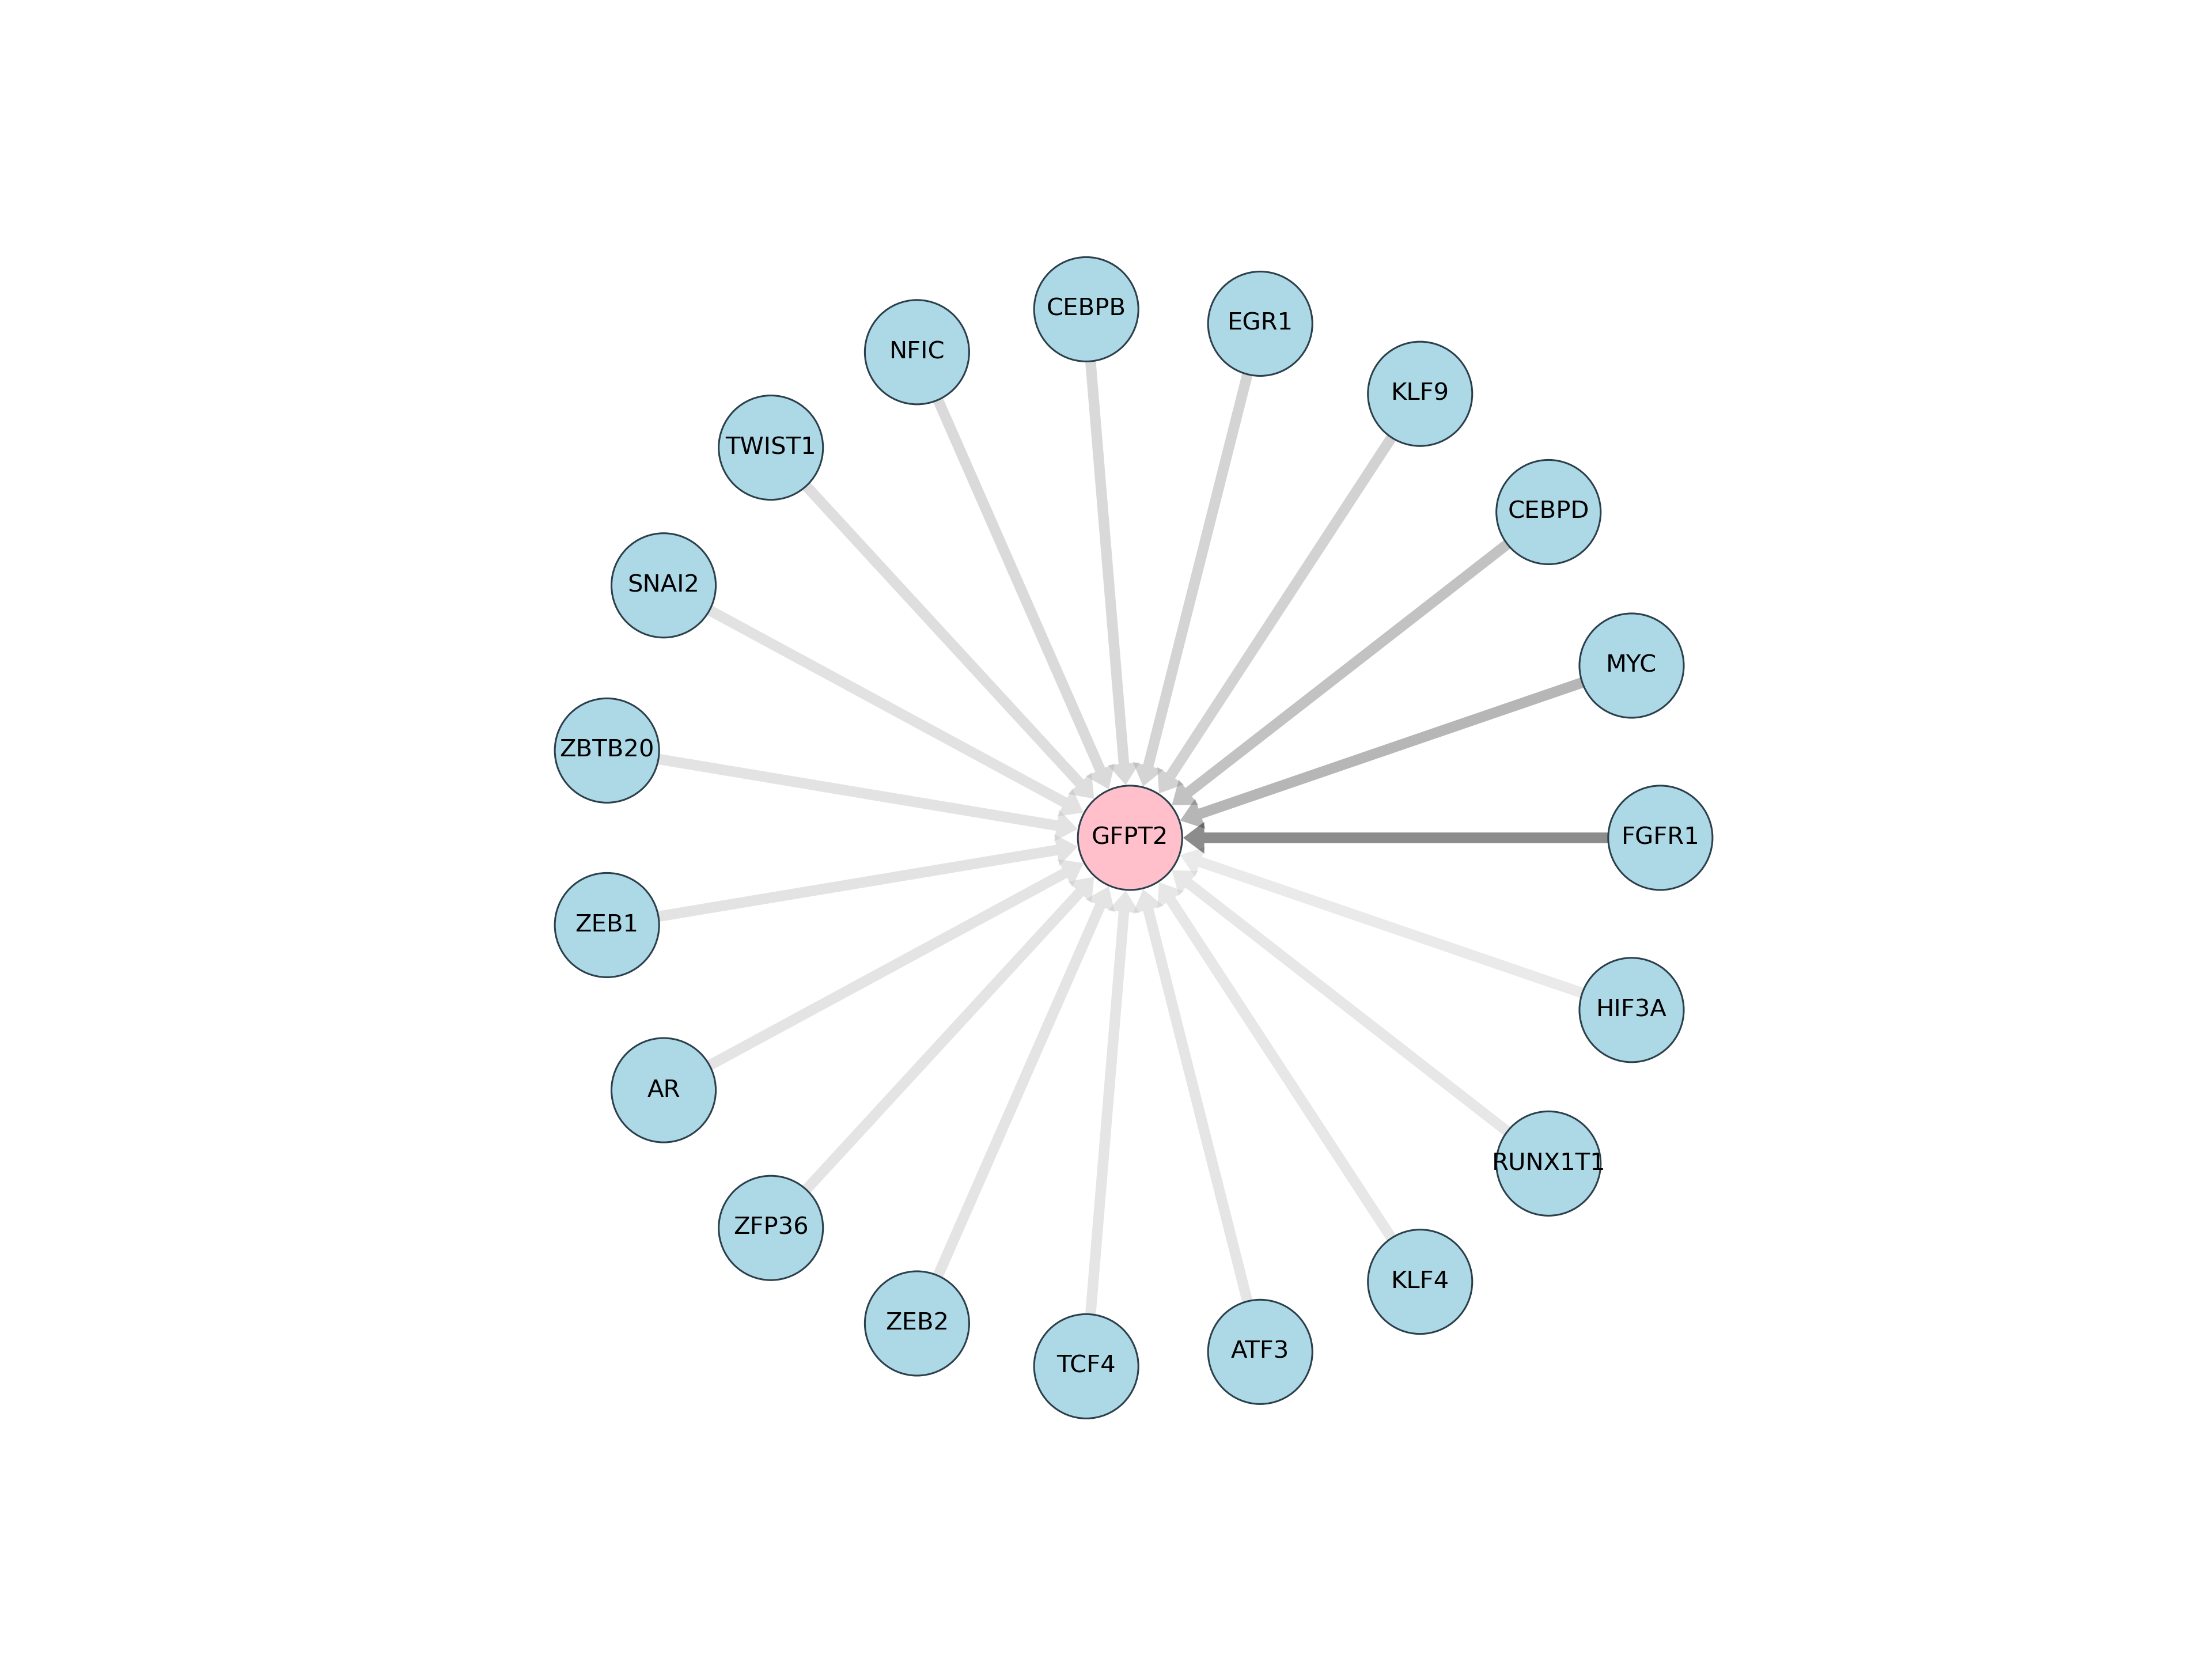 CEBPB
EGR1
NFIC
KLF9
TWIST1
CEBPD
SNAI2
MYC
ZBTB20
GFPT2
FGFR1
ZEB1
HIF3A
AR
RUNX1T1
ZFP36
KLF4
ZEB2
ATF3
TCF4